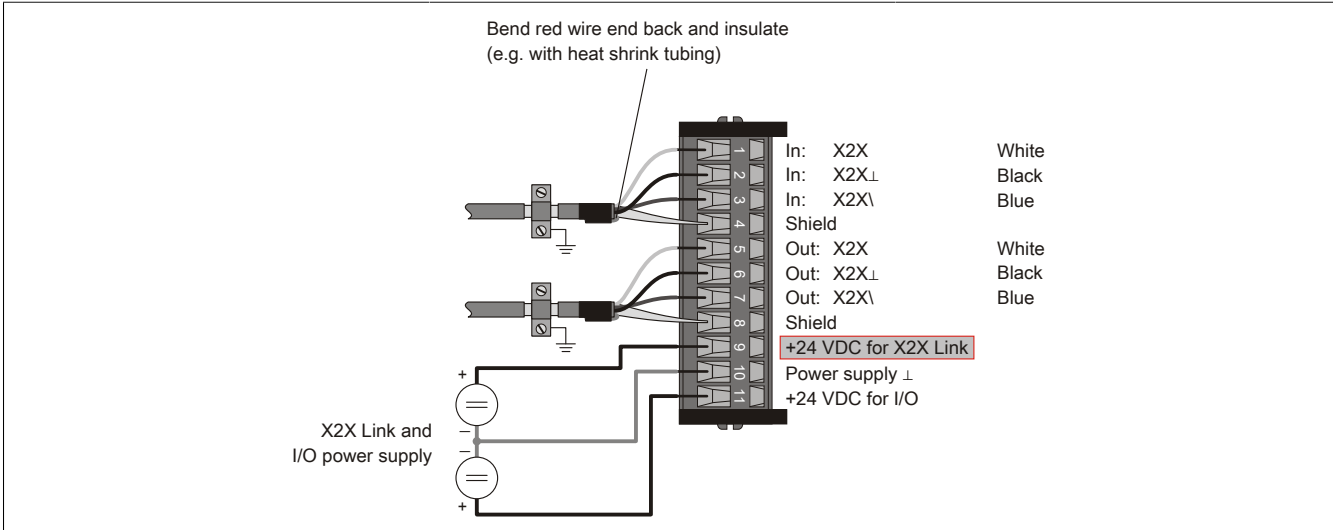 Bend red wire end back and insulate
(e.g. with heat shrink tubing)
1 In: X2X White
2 In: X2X⊥ Black
3 In: X2X\ Blue
4 Shield
5 Out: X2X White
6 Out: X2X⊥ Black
7 Out: X2X\ Blue
8 Shield
9 +24 VDC for X2X Link
10 Power supply ⊥
11 +24 VDC for I/O
+
–
X2X Link and
–
I/O power supply
+